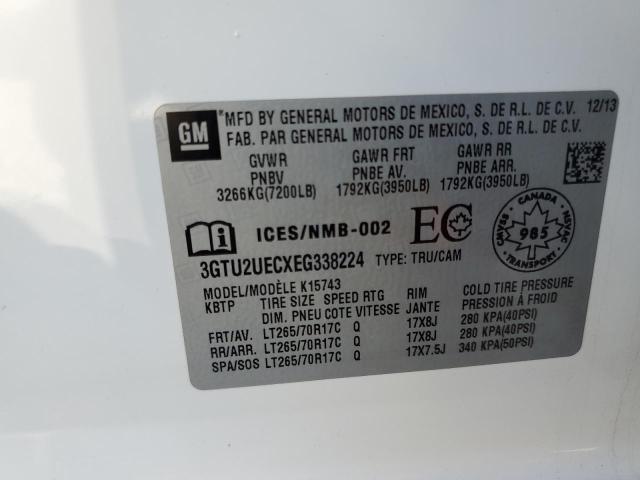 GM
*MFD BY GENERAL MOTORS DE MEXICO, S. DE R.L. DE C.V. 12/13
FAB. PAR GENERAL MOTORS DE MEXICO, S. DE R.L. DE C.V.
GVWR GAWR FRT GAWR RR
PNBV PNBE AV. PNBE ARR.
3266KG(7200LB) 1792KG(3950LB) 1792KG(3950LB)
ICES/NMB-002 EC
CANADA
CMVSS NSVAC
985
TRANSPORT
3GTU2UECXEG338224 TYPE: TRU/CAM
MODEL/MODÈLE K15743
KBTP TIRE SIZE SPEED RTG RIM COLD TIRE PRESSURE
DIM. PNEU COTE VITESSE JANTE PRESSION À FROID
FRT/AV. LT265/70R17C Q 17X8J 280 KPA(40PSI)
RR/ARR. LT265/70R17C Q 17X8J 280 KPA(40PSI)
SPA/SOS LT265/70R17C Q 17X7.5J 340 KPA(50PSI)